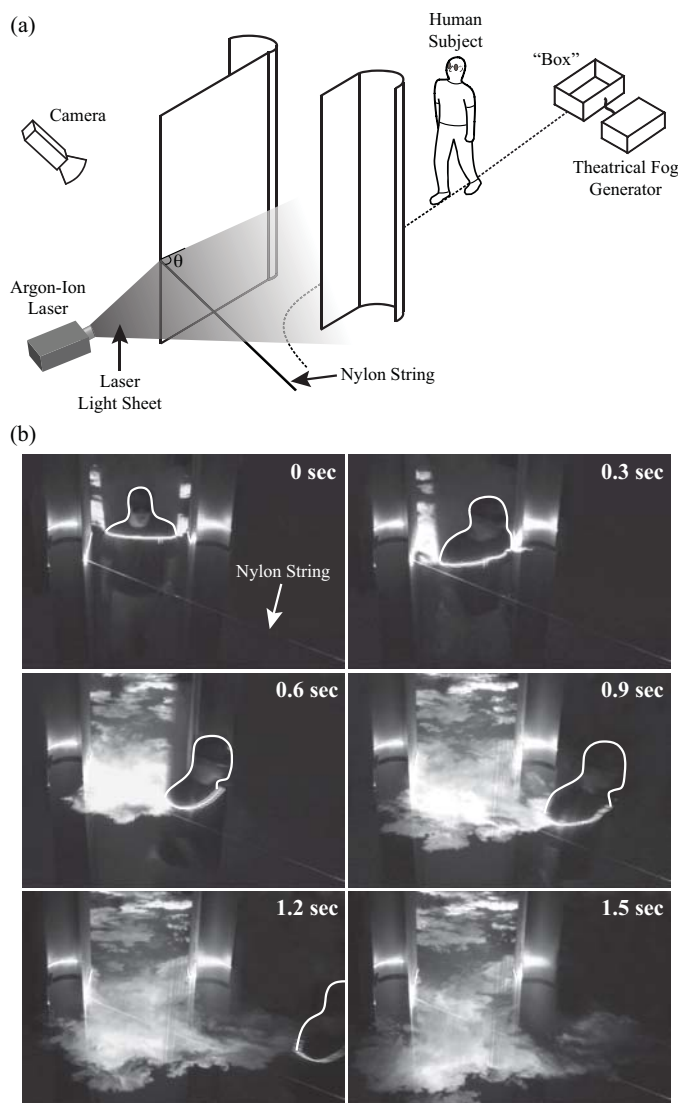 (a)
Human
Subject
"Box"
Camera
Theatrical Fog
Generator
θ
Argon-Ion
Laser
Nylon String
Laser
Light Sheet
(b)
0 sec
0.3 sec
Nylon String
0.6 sec
0.9 sec
1.2 sec
1.5 sec